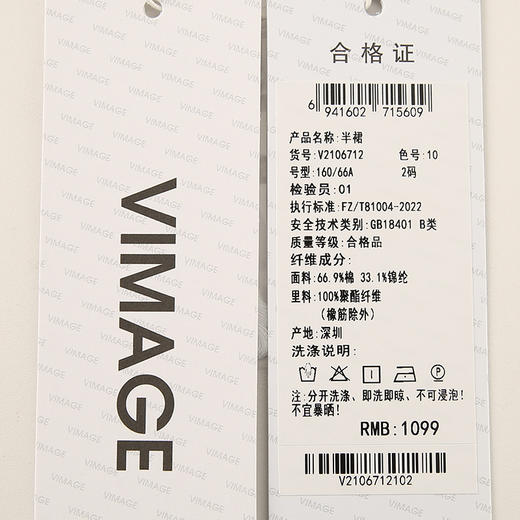 VIMAGE
合格证
6 941602 715609
产品名称:半裙
货号:V2106712 色号:10
号型:160/66A 2码
检验员:01
执行标准:FZ/T81004-2022
安全技术类别:GB18401 B类
质量等级:合格品
纤维成分:
面料:66.9%棉 33.1%锦纶
里料:100%聚酯纤维
(橡筋除外)
产地:深圳
洗涤说明:
注:分开洗涤、即洗即晾、不可浸泡!
不宜暴晒!
RMB:1099
V2106712102